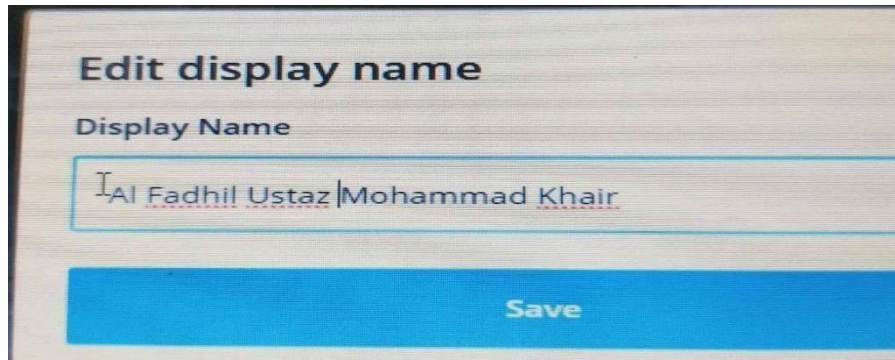 Edit display name
Display Name
Al Fadhil Ustaz Mohammad Khair
Save